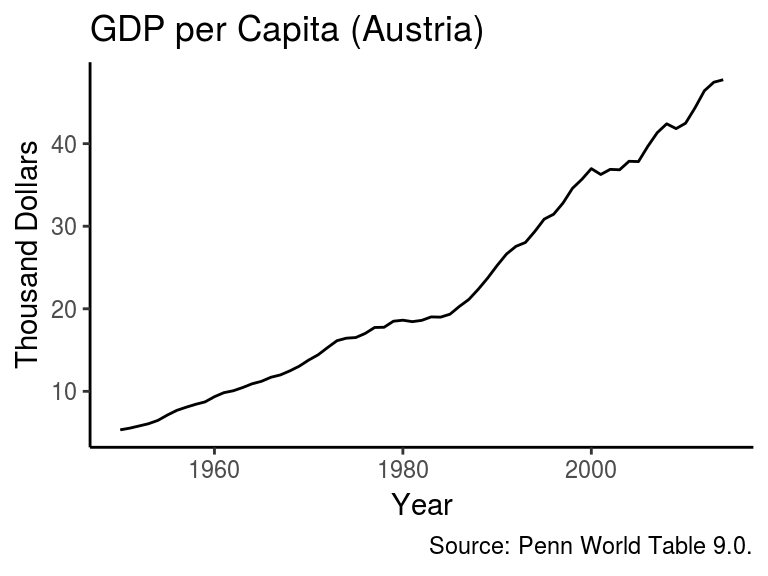 GDP per Capita (Austria)
Thousand Dollars
40
30
20
10
1960 1980 2000
Year
Source: Penn World Table 9.0.